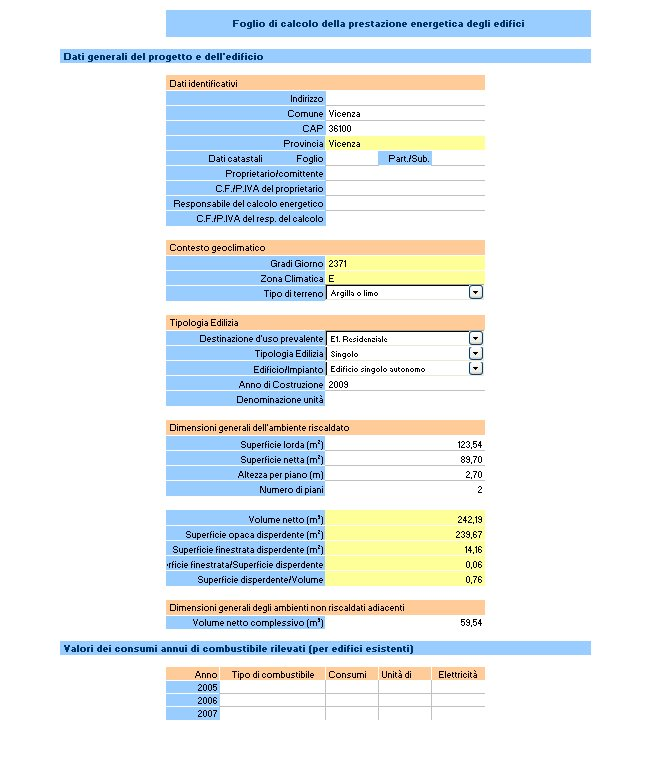 Foglio di calcolo della prestazione energetica degli edifici
Dati generali del progetto e dell'edificio
Dati identificativi
Indirizzo
Comune Vicenza
CAP 36100
Provincia Vicenza
Dati catastali Foglio Part./Sub.
Proprietario/comittente
C.F./P.IVA del proprietario
Responsabile del calcolo energetico
C.F./P.IVA del resp. del calcolo
Contesto geoclimatico
Gradi Giorno 2371
Zona Climatica E
Tipo di terreno Argilla o limo
Tipologia Edilizia
Destinazione d'uso prevalente E1. Residenziale
Tipologia Edilizia Singolo
Edificio/Impianto Edificio singolo autonomo
Anno di Costruzione 2009
Denominazione unità
Dimensioni generali dell'ambiente riscaldato
Superficie lorda (m²) 123,54
Superficie netta (m²) 89,70
Altezza per piano (m) 2,70
Numero di piani 2
Volume netto (m³) 242,19
Superficie opaca disperdente (m²) 239,67
Superficie finestrata disperdente (m²) 14,16
rficie finestrata/Superficie disperdente 0,06
Superficie disperdente/Volume 0,76
Dimensioni generali degli ambienti non riscaldati adiacenti
Volume netto complessivo (m³) 59,54
Valori dei consumi annui di combustibile rilevati (per edifici esistenti)
Anno Tipo di combustibile Consumi Unità di Elettricità
2005
2006
2007